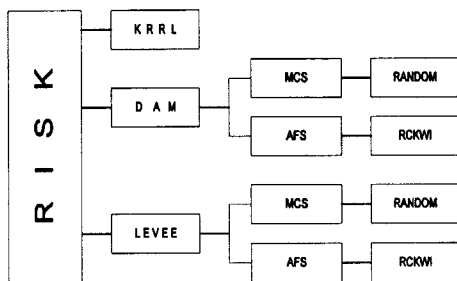 RISK
KRRL
DAM
MCS
RANDOM
AFS
RCKWI
LEVEE
MCS
RANDOM
AFS
RCKWI